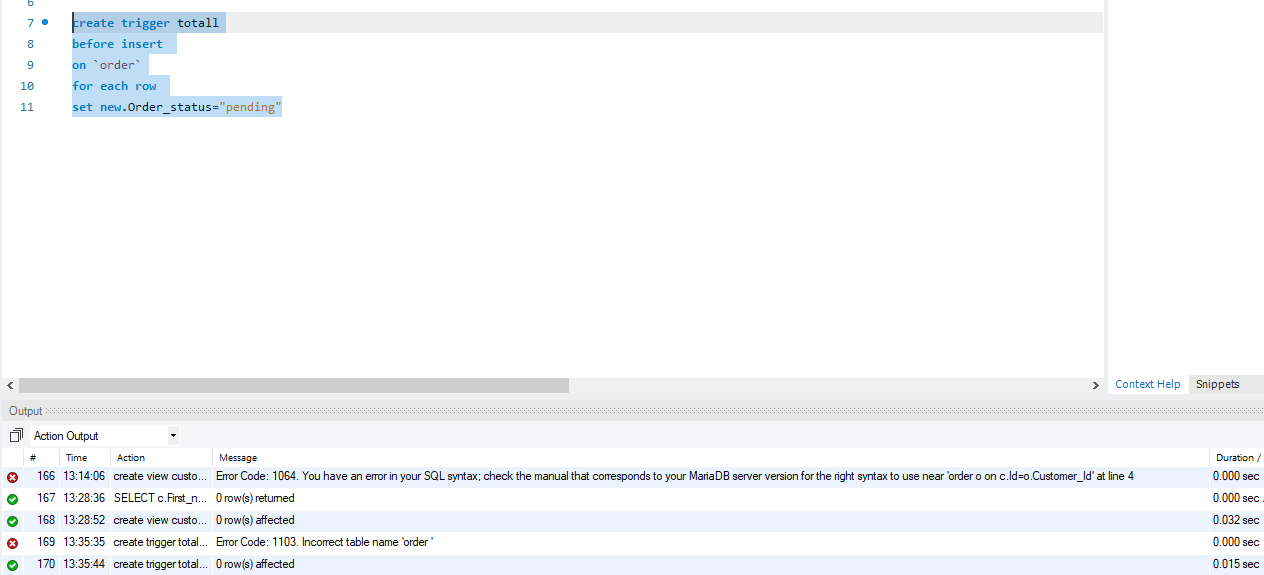 6
7 create trigger totall
8 before insert
9 on `order`
10 for each row
11 set new.Order_status="pending"
Context Help Snippets
Output
Action Output
# Time Action Message Duration /
166 13:14:06 create view custo... Error Code: 1064. You have an error in your SQL syntax; check the manual that corresponds to your MariaDB server version for the right syntax to use near 'order o on c.Id=o.Customer_Id' at line 4 0.000 sec
167 13:28:36 SELECT c.First_n... 0 row(s) returned 0.000 sec
168 13:28:52 create view custo... 0 row(s) affected 0.032 sec
169 13:35:35 create trigger total... Error Code: 1103. Incorrect table name 'order ' 0.000 sec
170 13:35:44 create trigger total... 0 row(s) affected 0.015 sec